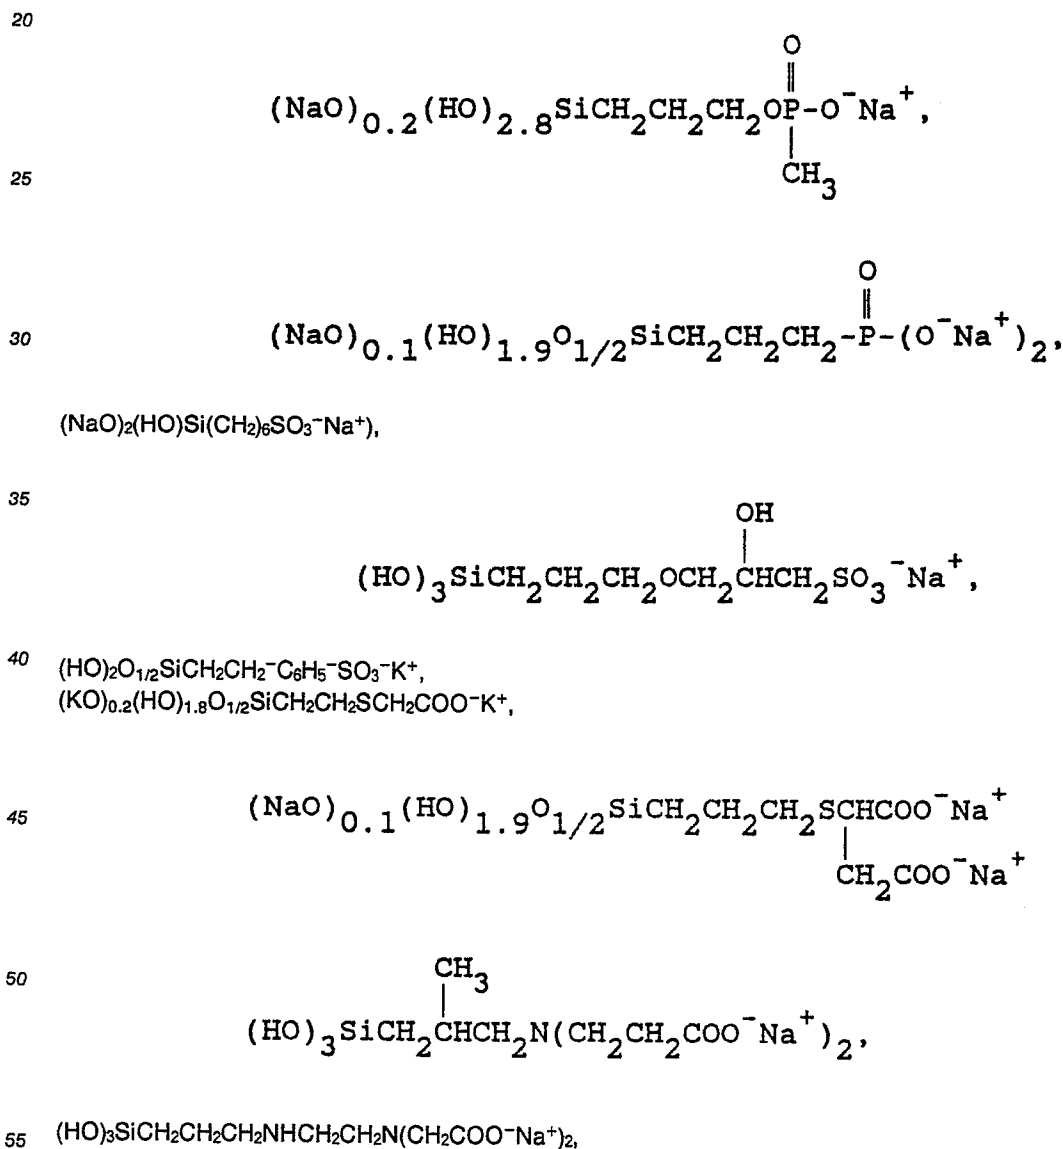 20
O
(NaO)0.2(HO)2.8SiCH2CH2CH2OP-O-Na+,
25
CH3
O
30 (NaO)0.1(HO)1.9O1/2SiCH2CH2CH2-P-(O-Na+)2,
(NaO)2(HO)Si(CH2)6SO3-Na+),
35
OH
(HO)3SiCH2CH2CH2OCH2CHCH2SO3-Na+,
40 (HO)2O1/2SiCH2CH2-C6H5-SO3-K+,
(KO)0.2(HO)1.8O1/2SiCH2CH2SCH2COO-K+,
45 (NaO)0.1(HO)1.9O1/2SiCH2CH2CH2SCHCOO-Na+
CH2COO-Na+
50
CH3
(HO)3SiCH2CHCH2N(CH2CH2COO-Na+)2,
55 (HO)3SiCH2CH2CH2NHCH2CH2N(CH2COO-Na+)2,